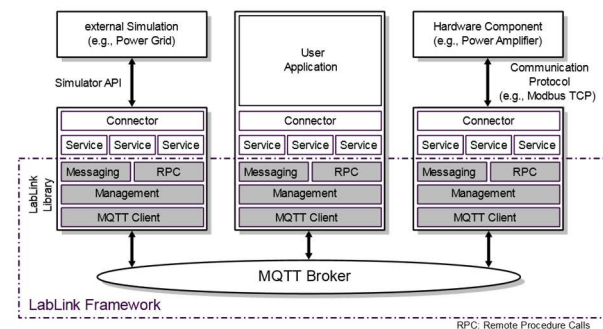 external Simulation
(e.g., Power Grid)
User
Application
Hardware Component
(e.g., Power Amplifier)
Simulator API
Communication
Protocol
(e.g., Modbus TCP)
Connector
Service Service Service
Messaging RPC
Management
MQTT Client
Connector
Service Service Service
Messaging RPC
Management
MQTT Client
Connector
Service Service Service
Messaging RPC
Management
MQTT Client
LabLink
Library
MQTT Broker
LabLink Framework
RPC: Remote Procedure Calls